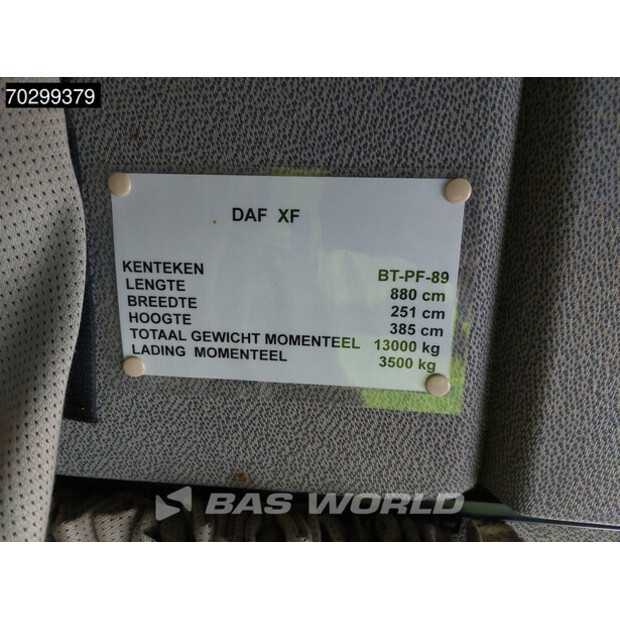 70299379
DAF XF
KENTEKEN BT-PF-89
LENGTE 880 cm
BREEDTE 251 cm
HOOGTE 385 cm
TOTAAL GEWICHT MOMENTEEL 13000 kg
LADING MOMENTEEL 3500 kg
BAS WORLD